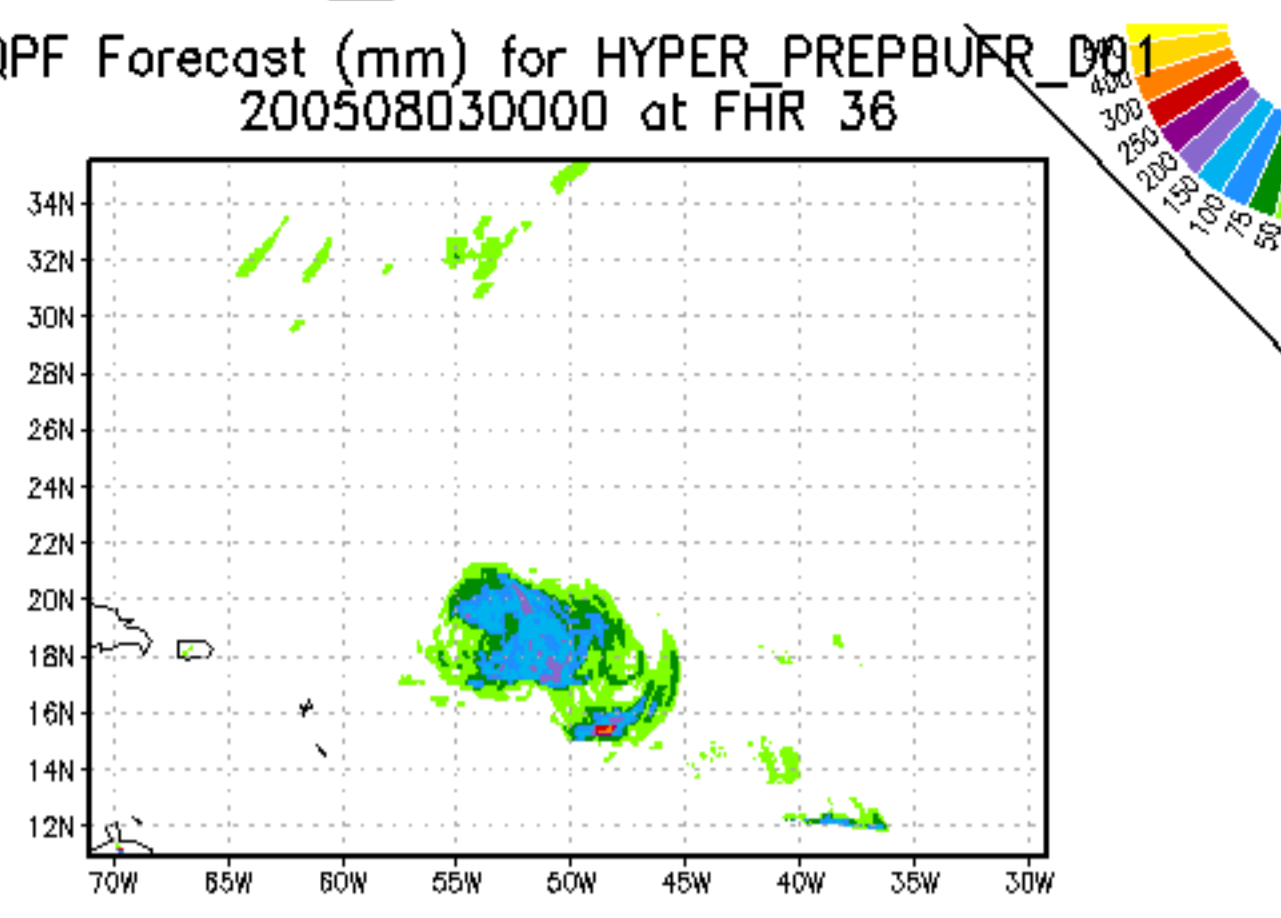 QPF Forecast (mm) for HYPER_PREPBUFR_D01
200508030000 at FHR 36
400
300
250
200
150
100
75
50
34N
32N
30N
28N
26N
24N
22N
20N
18N
16N
14N
12N
70W 65W 60W 55W 50W 45W 40W 35W 30W